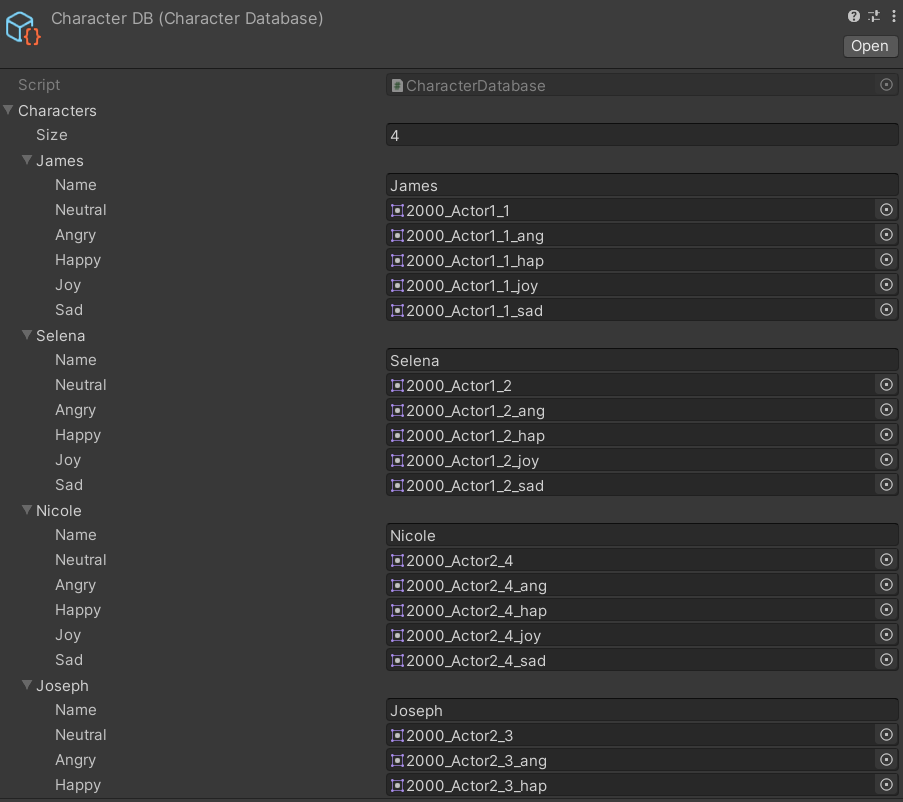 Character DB (Character Database)
Open
Script CharacterDatabase
Characters
Size 4
James
Name James
Neutral 2000_Actor1_1
Angry 2000_Actor1_1_ang
Happy 2000_Actor1_1_hap
Joy 2000_Actor1_1_joy
Sad 2000_Actor1_1_sad
Selena
Name Selena
Neutral 2000_Actor1_2
Angry 2000_Actor1_2_ang
Happy 2000_Actor1_2_hap
Joy 2000_Actor1_2_joy
Sad 2000_Actor1_2_sad
Nicole
Name Nicole
Neutral 2000_Actor2_4
Angry 2000_Actor2_4_ang
Happy 2000_Actor2_4_hap
Joy 2000_Actor2_4_joy
Sad 2000_Actor2_4_sad
Joseph
Name Joseph
Neutral 2000_Actor2_3
Angry 2000_Actor2_3_ang
Happy 2000_Actor2_3_hap